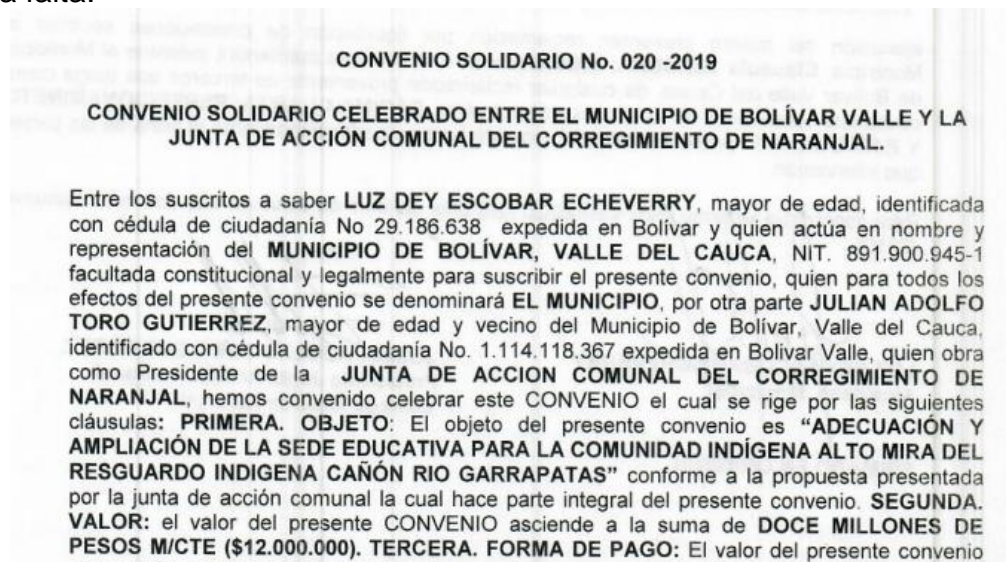 a falta.
CONVENIO SOLIDARIO No. 020 -2019
CONVENIO SOLIDARIO CELEBRADO ENTRE EL MUNICIPIO DE BOLÍVAR VALLE Y LA
JUNTA DE ACCIÓN COMUNAL DEL CORREGIMIENTO DE NARANJAL.
Entre los suscritos a saber LUZ DEY ESCOBAR ECHEVERRY, mayor de edad, identificada
con cédula de ciudadanía No 29.186.638 expedida en Bolívar y quien actúa en nombre y
representación del MUNICIPIO DE BOLÍVAR, VALLE DEL CAUCA, NIT. 891.900.945-1
facultada constitucional y legalmente para suscribir el presente convenio, quien para todos los
efectos del presente convenio se denominará EL MUNICIPIO, por otra parte JULIAN ADOLFO
TORO GUTIERREZ, mayor de edad y vecino del Municipio de Bolívar, Valle del Cauca,
identificado con cédula de ciudadanía No. 1.114.118.367 expedida en Bolivar Valle, quien obra
como Presidente de la JUNTA DE ACCION COMUNAL DEL CORREGIMIENTO DE
NARANJAL, hemos convenido celebrar este CONVENIO el cual se rige por las siguientes
cláusulas: PRIMERA. OBJETO: El objeto del presente convenio es “ADECUACIÓN Y
AMPLIACIÓN DE LA SEDE EDUCATIVA PARA LA COMUNIDAD INDÍGENA ALTO MIRA DEL
RESGUARDO INDIGENA CAÑÓN RIO GARRAPATAS” conforme a la propuesta presentada
por la junta de acción comunal la cual hace parte integral del presente convenio. SEGUNDA.
VALOR: el valor del presente CONVENIO asciende a la suma de DOCE MILLONES DE
PESOS M/CTE ($12.000.000). TERCERA. FORMA DE PAGO: El valor del presente convenio